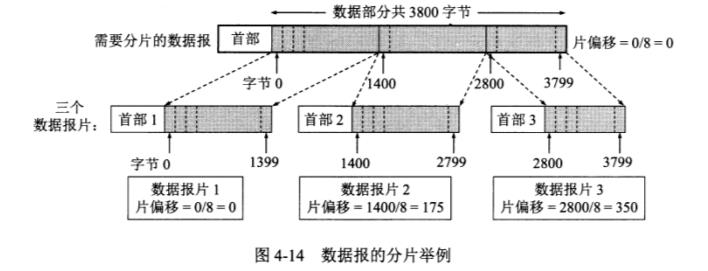 数据部分共 3800 字节
需要分片的数据报 首部 片偏移 = 0/8 = 0
字节 0 1400 2800 3799
三个
数据报片：
首部 1 首部 2 首部 3
字节 0 1399 1400 2799 2800 3799
数据报片 1
片偏移 = 0/8 = 0
数据报片 2
片偏移 = 1400/8 = 175
数据报片 3
片偏移 = 2800/8 = 350
图 4-14 数据报的分片举例